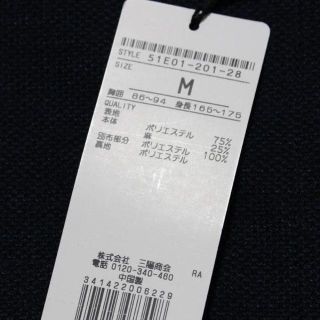 STYLE 51E01-201-28
SIZE
M
胸囲 86~94 身長165~175
QUALITY
表地
本体 ポリエステル 75%
麻 25%
別布部分 ポリエステル 100%
裏地 ポリエステル
株式会社 三陽商会
電話 0120-340-460
中国製 RA
341422006229